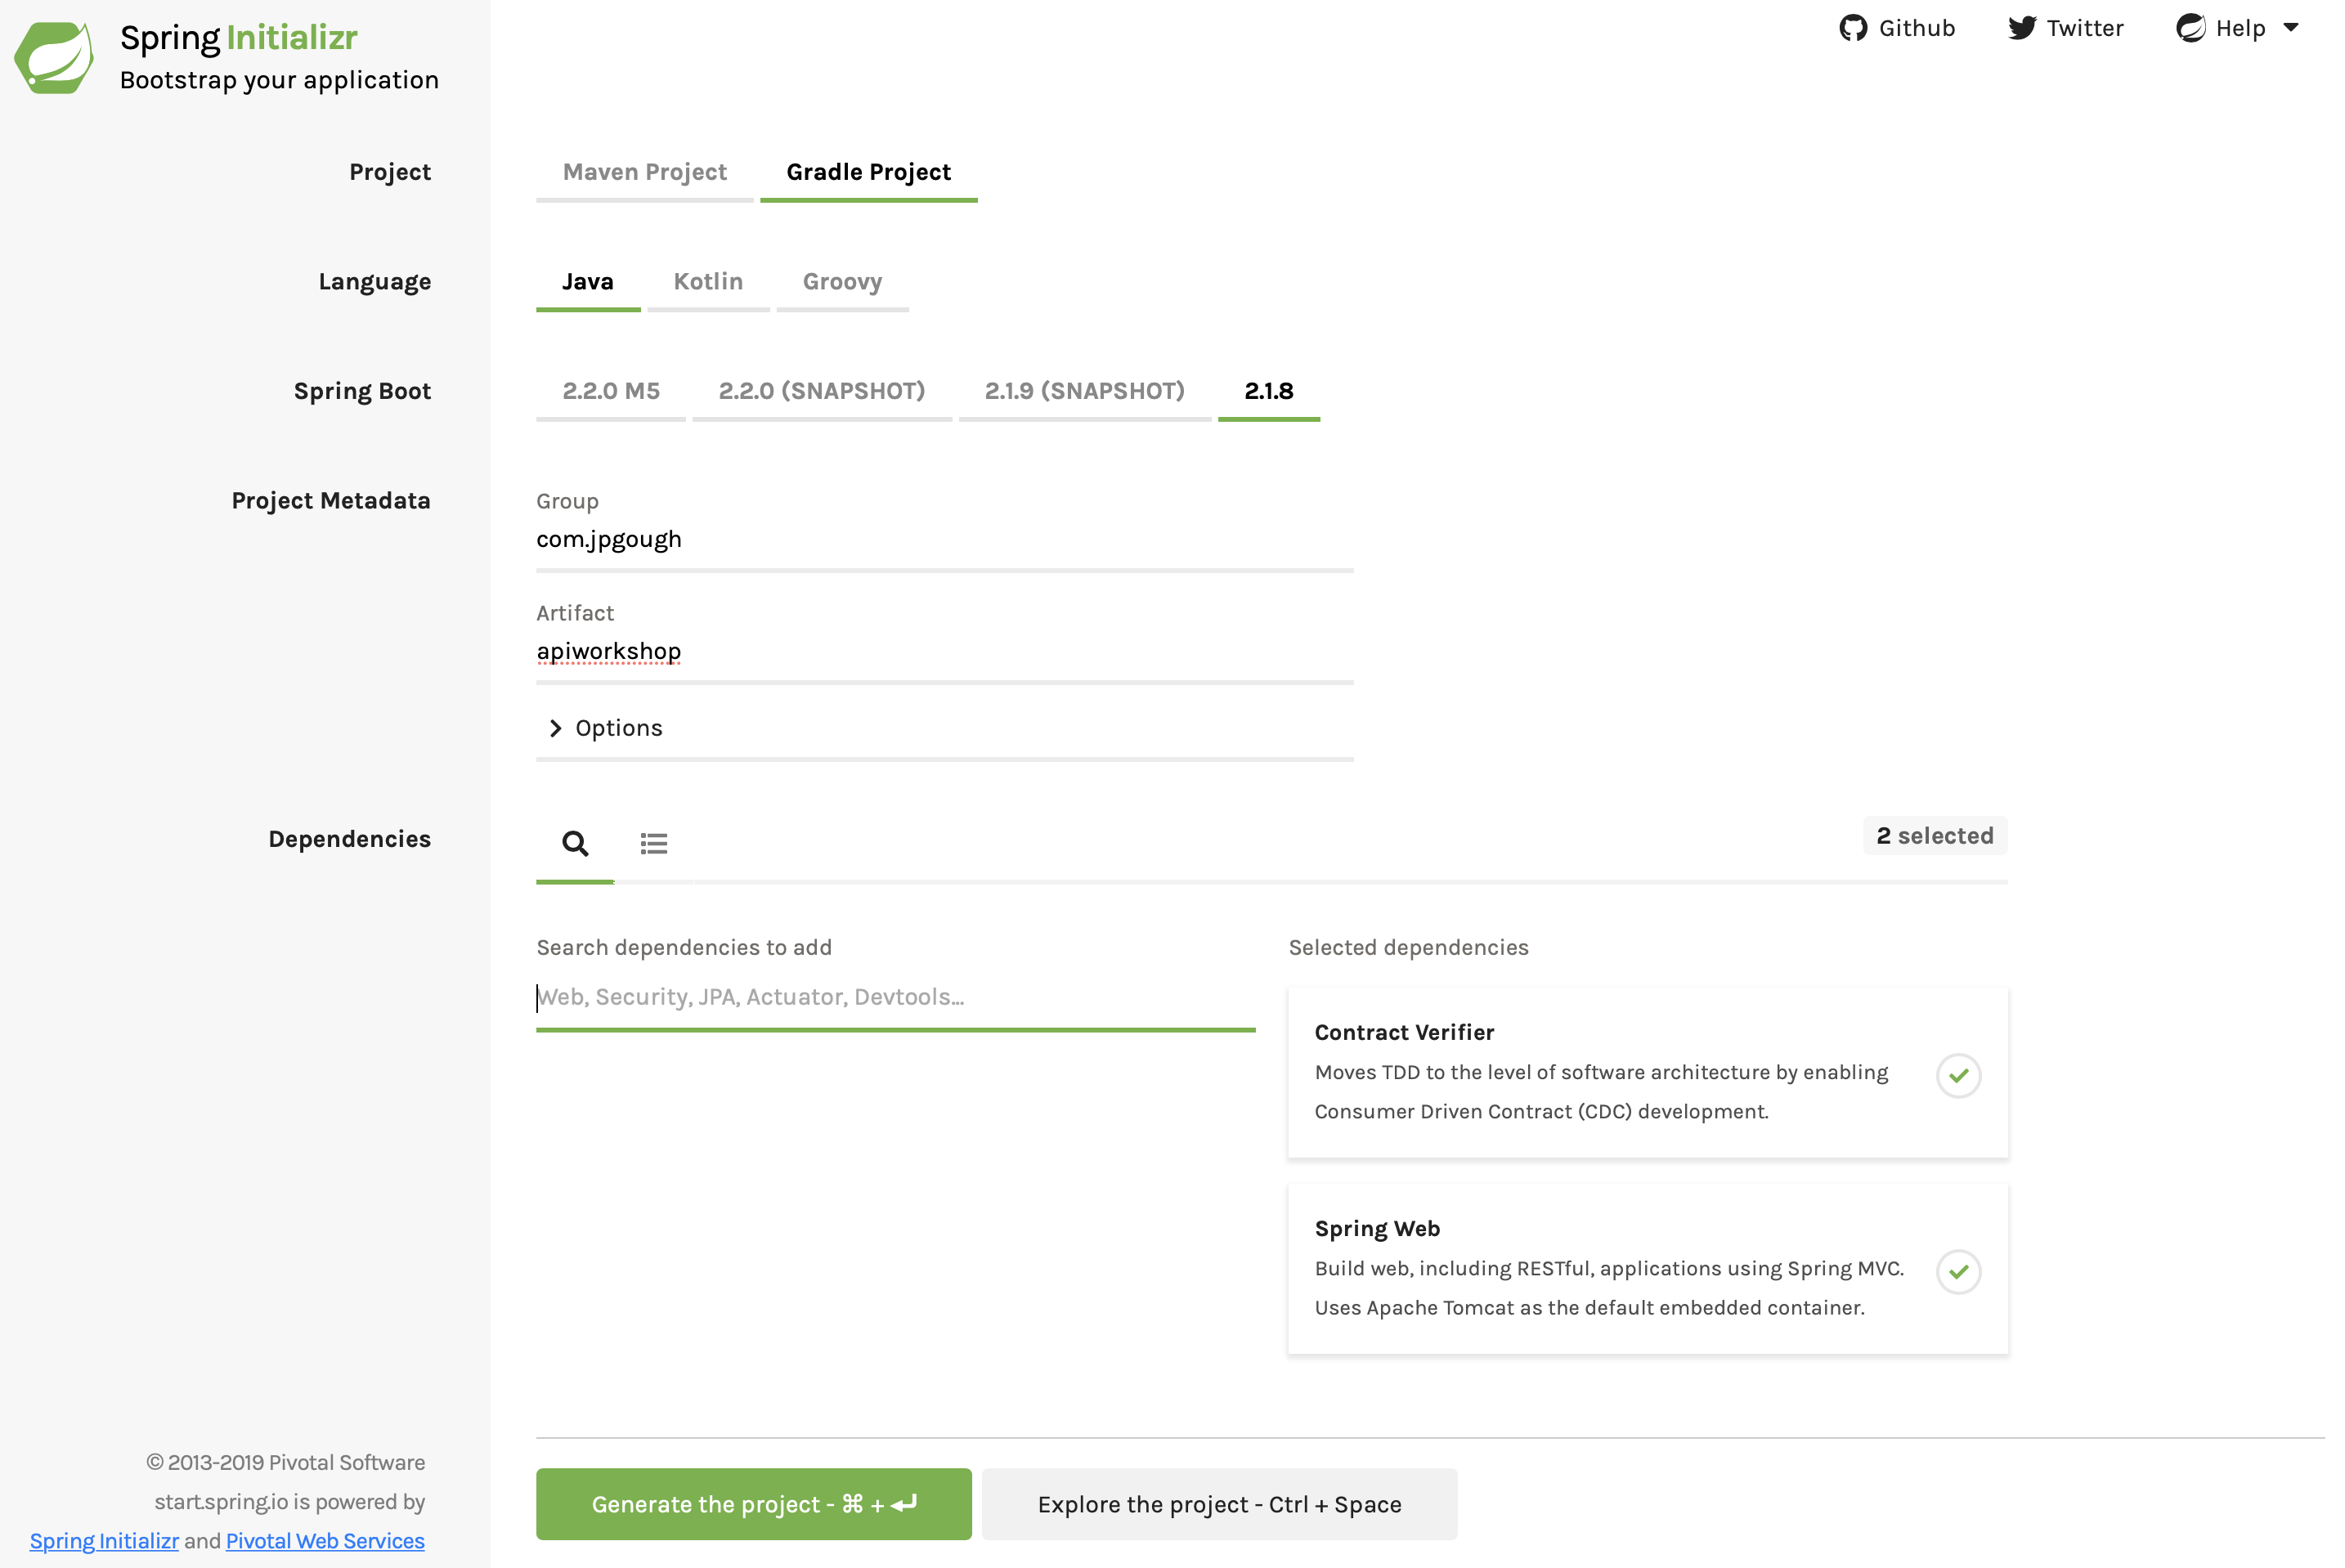 Spring Initializr
Bootstrap your application
Github Twitter Help
Project
Maven Project Gradle Project
Language
Java Kotlin Groovy
Spring Boot
2.2.0 M5 2.2.0 (SNAPSHOT) 2.1.9 (SNAPSHOT) 2.1.8
Project Metadata
Group
com.jpgough
Artifact
apiworkshop
Options
Dependencies
2 selected
Search dependencies to add
Web, Security, JPA, Actuator, Devtools...
Selected dependencies
Contract Verifier
Moves TDD to the level of software architecture by enabling
Consumer Driven Contract (CDC) development.
Spring Web
Build web, including RESTful, applications using Spring MVC.
Uses Apache Tomcat as the default embedded container.
© 2013-2019 Pivotal Software
start.spring.io is powered by
Spring Initializr and Pivotal Web Services
Generate the project - ⌘ + ↵
Explore the project - Ctrl + Space